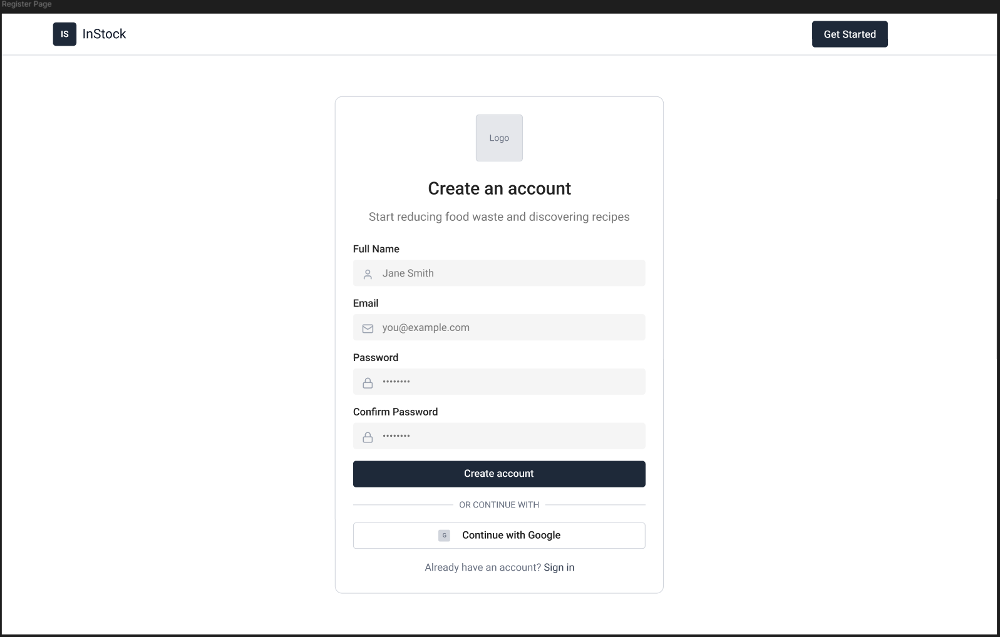 Register Page
IS InStock
Get Started
Logo
Create an account
Start reducing food waste and discovering recipes
Full Name
Jane Smith
Email
you@example.com
Password
••••••••
Confirm Password
••••••••
Create account
OR CONTINUE WITH
G Continue with Google
Already have an account? Sign in